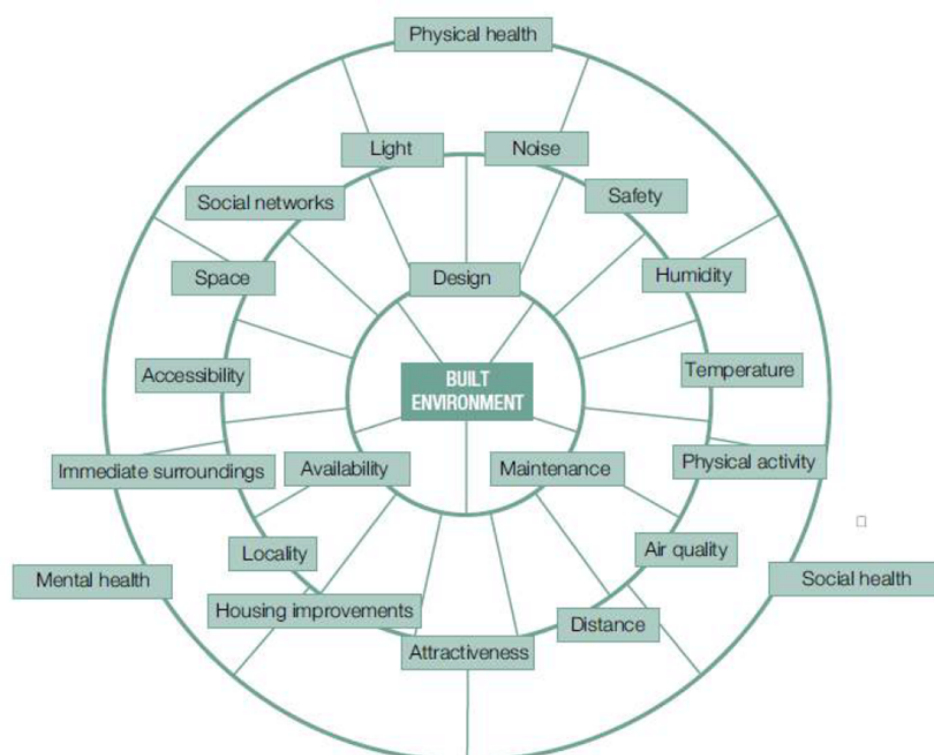 Physical health
Light
Noise
Social networks
Safety
Space
Design
Humidity
Accessibility
BUILT
ENVIRONMENT
Temperature
Immediate surroundings
Availability
Maintenance
Physical activity
Locality
Air quality
Mental health
Social health
Housing improvements
Distance
Attractiveness